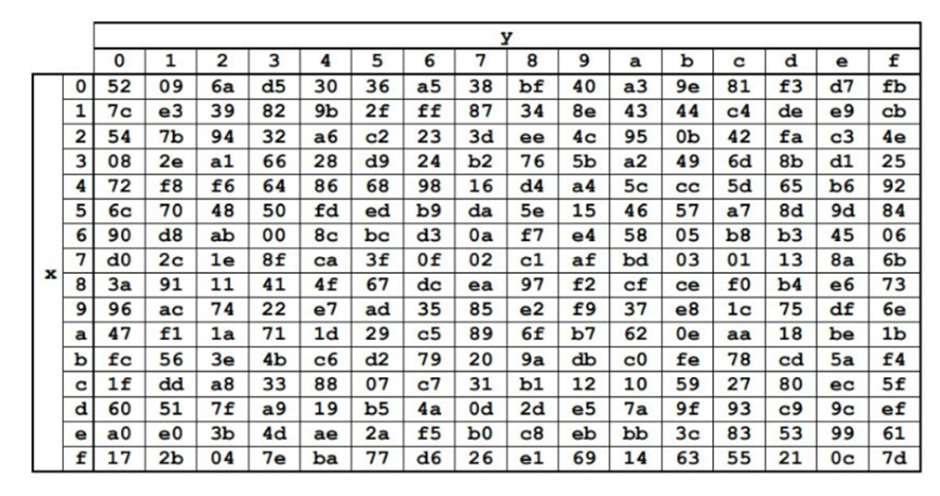 y
0 1 2 3 4 5 6 7 8 9 a b c d e f
0 52 09 6a d5 30 36 a5 38 bf 40 a3 9e 81 f3 d7 fb
1 7c e3 39 82 9b 2f ff 87 34 8e 43 44 c4 de e9 cb
2 54 7b 94 32 a6 c2 23 3d ee 4c 95 0b 42 fa c3 4e
3 08 2e a1 66 28 d9 24 b2 76 5b a2 49 6d 8b d1 25
4 72 f8 f6 64 86 68 98 16 d4 a4 5c cc 5d 65 b6 92
5 6c 70 48 50 fd ed b9 da 5e 15 46 57 a7 8d 9d 84
6 90 d8 ab 00 8c bc d3 0a f7 e4 58 05 b8 b3 45 06
x 7 d0 2c 1e 8f ca 3f 0f 02 c1 af bd 03 01 13 8a 6b
8 3a 91 11 41 4f 67 dc ea 97 f2 cf ce f0 b4 e6 73
9 96 ac 74 22 e7 ad 35 85 e2 f9 37 e8 1c 75 df 6e
a 47 f1 1a 71 1d 29 c5 89 6f b7 62 0e aa 18 be 1b
b fc 56 3e 4b c6 d2 79 20 9a db c0 fe 78 cd 5a f4
c 1f dd a8 33 88 07 c7 31 b1 12 10 59 27 80 ec 5f
d 60 51 7f a9 19 b5 4a 0d 2d e5 7a 9f 93 c9 9c ef
e a0 e0 3b 4d ae 2a f5 b0 c8 eb bb 3c 83 53 99 61
f 17 2b 04 7e ba 77 d6 26 e1 69 14 63 55 21 0c 7d